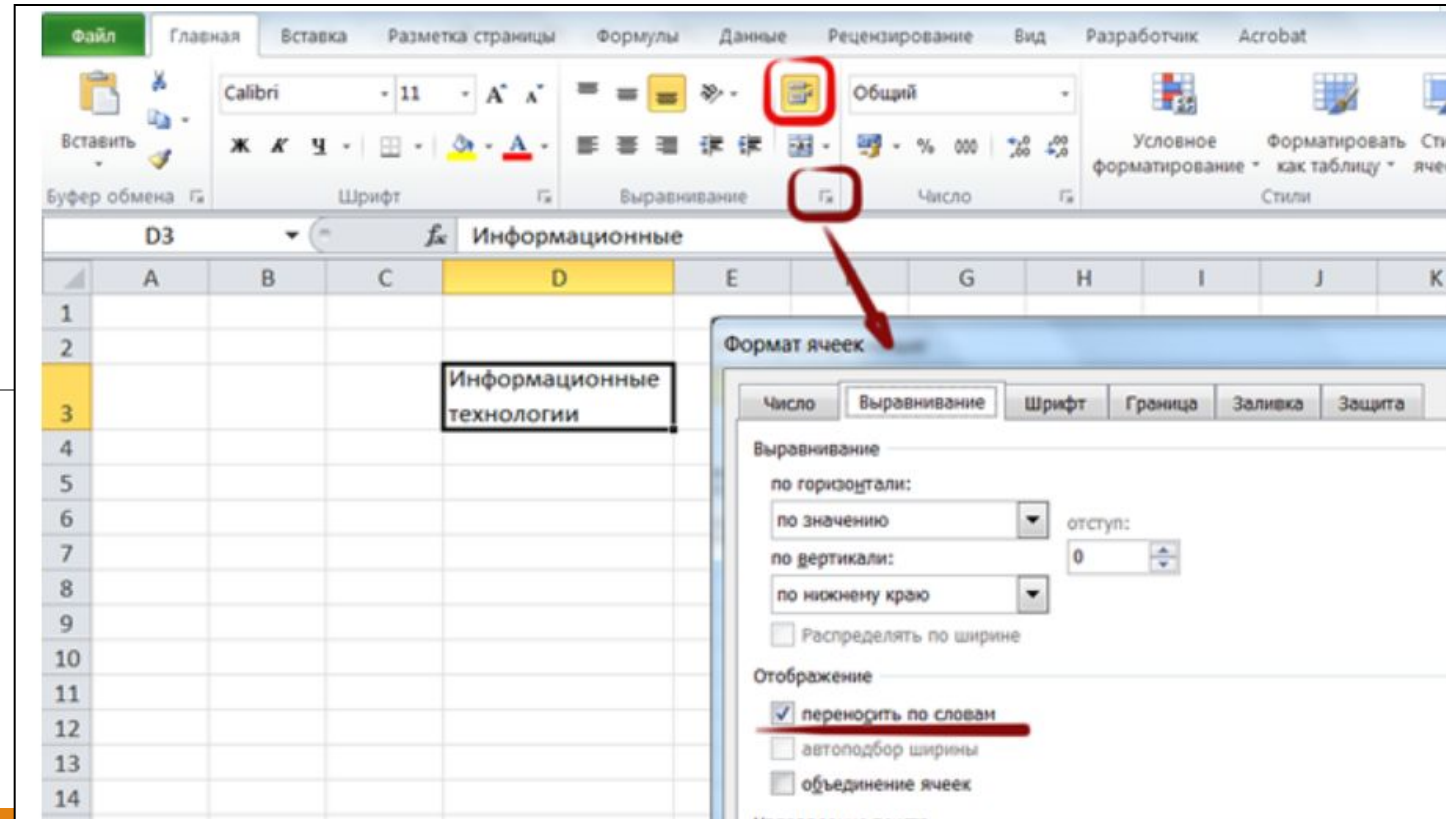 Файл Главная Вставка Разметка страницы Формулы Данные Рецензирование Вид Разработчик Acrobat
Calibri 11 A A Общий
Вставить Ж К Ч А % 000 Условное форматирование Форматировать как таблицу
Буфер обмена Шрифт Выравнивание Число Стили
D3 fx Информационные
A B C D E G H I J K
1
2
Формат ячеек
Информационные
технологии
3
Число Выравнивание Шрифт Граница Заливка Защита
4
Выравнивание
5
по горизонтали:
6
по значению отступ:
7
по вертикали: 0
8
по нижнему краю
9
Распределять по ширине
10
Отображение
11
переносить по словам
12
автоподбор ширины
13
объединение ячеек
14